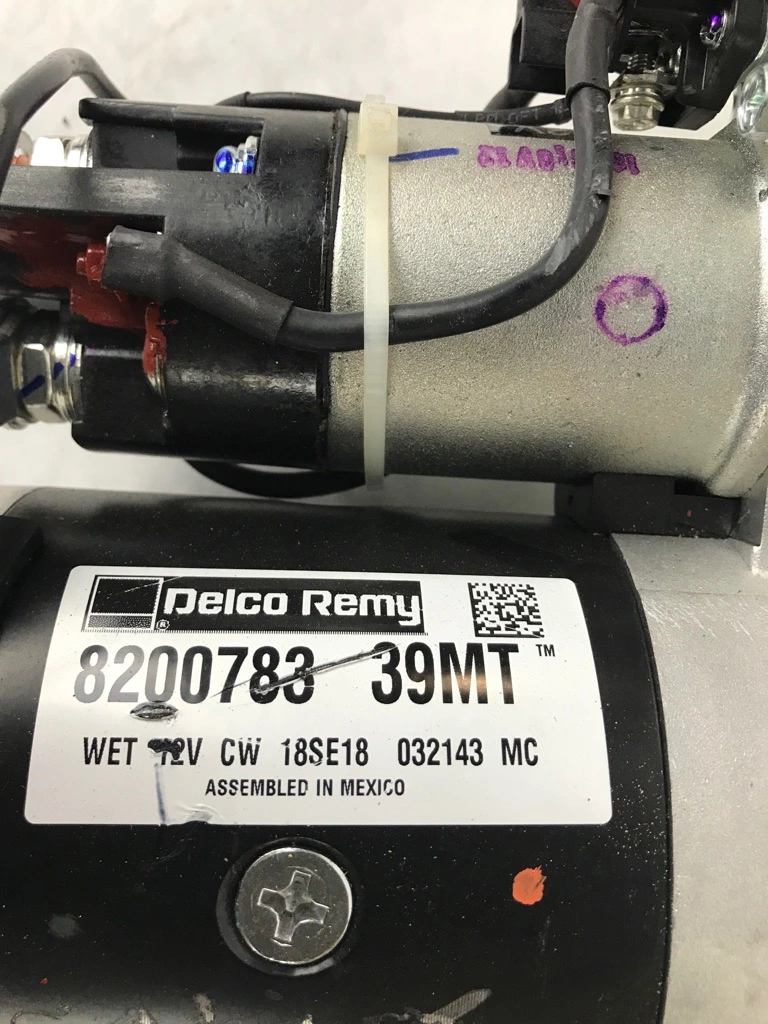 Delco Remy
®
8200783 39MT™
WET 12V CW 18SE18 032143 MC
ASSEMBLED IN MEXICO